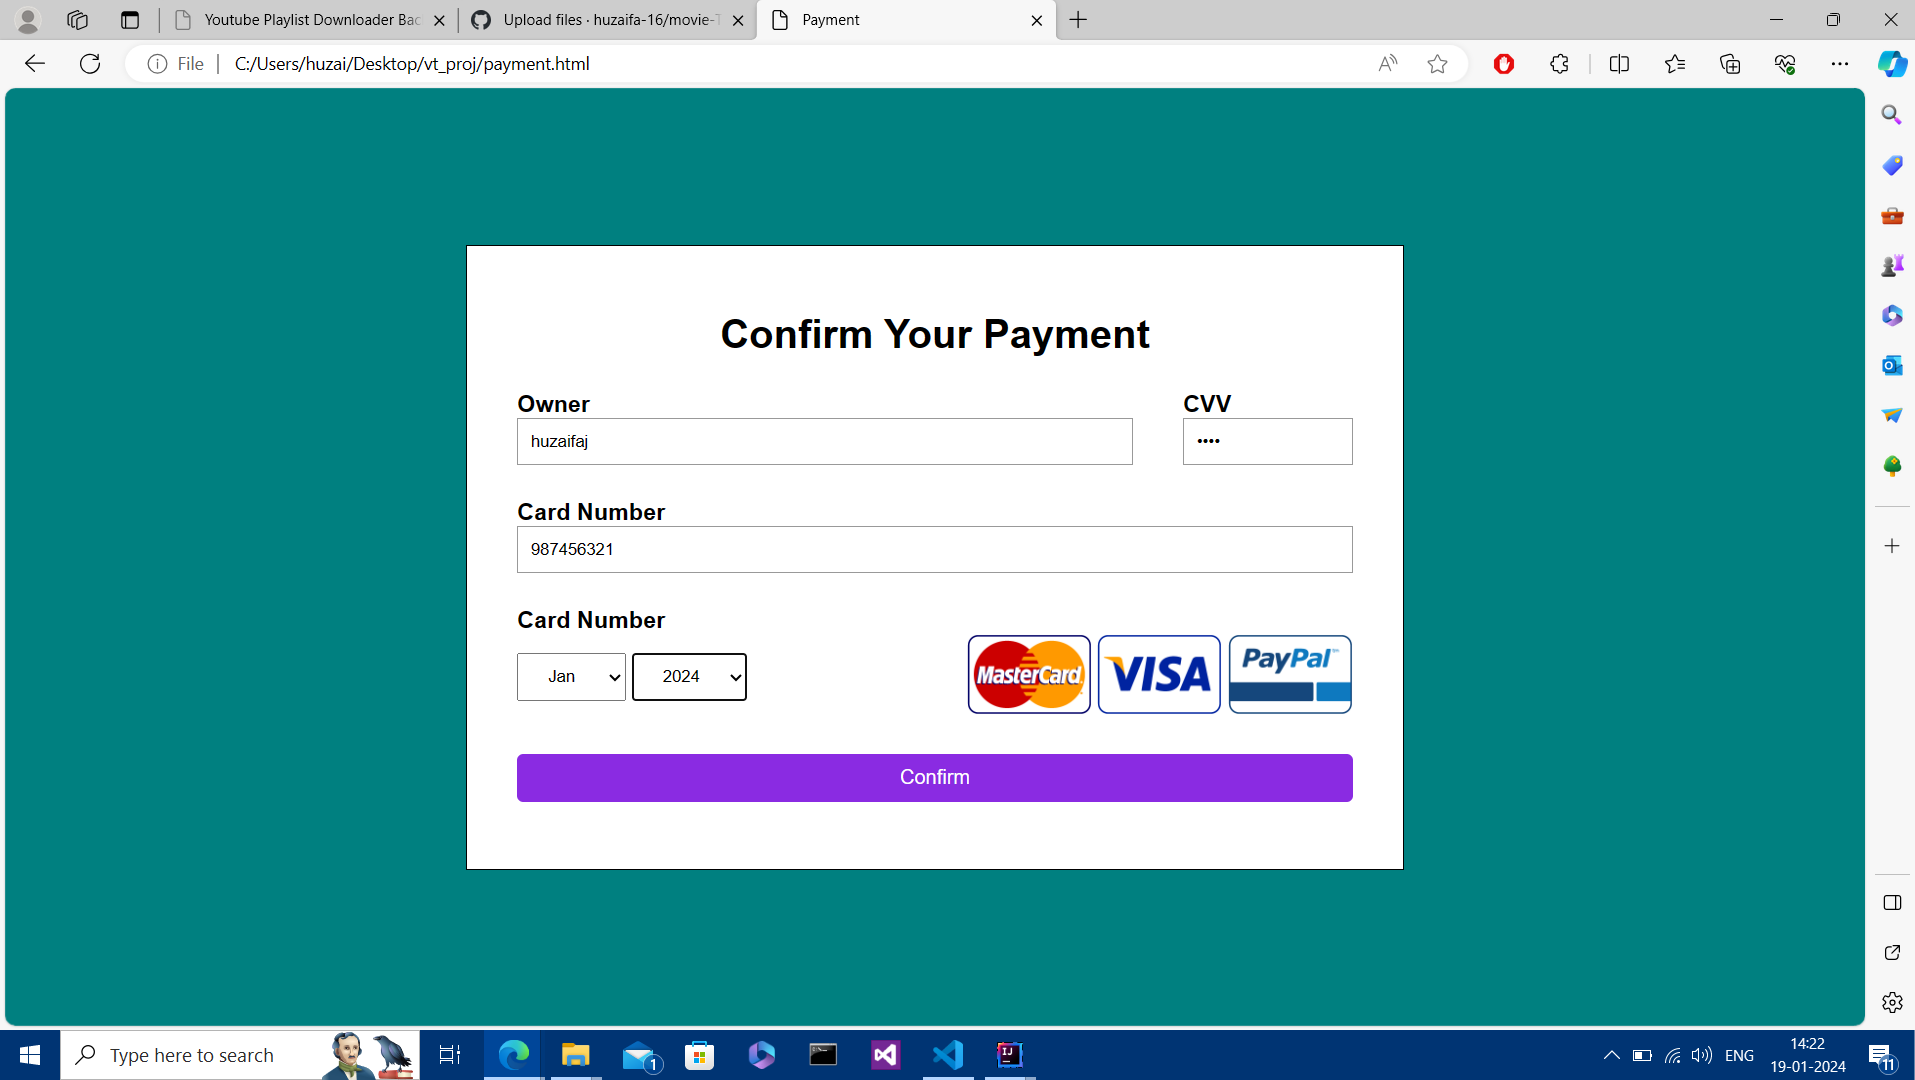 Youtube Playlist Downloader Bac
Upload files · huzaifa-16/movie-T
Payment
File
C:/Users/huzai/Desktop/vt_proj/payment.html
Confirm Your Payment
Owner
CVV
huzaifaj
••••
Card Number
987456321
Card Number
Jan
2024
MasterCard
VISA
PayPal™
Confirm
Type here to search
1
IJ
ENG
14:22
19-01-2024
11